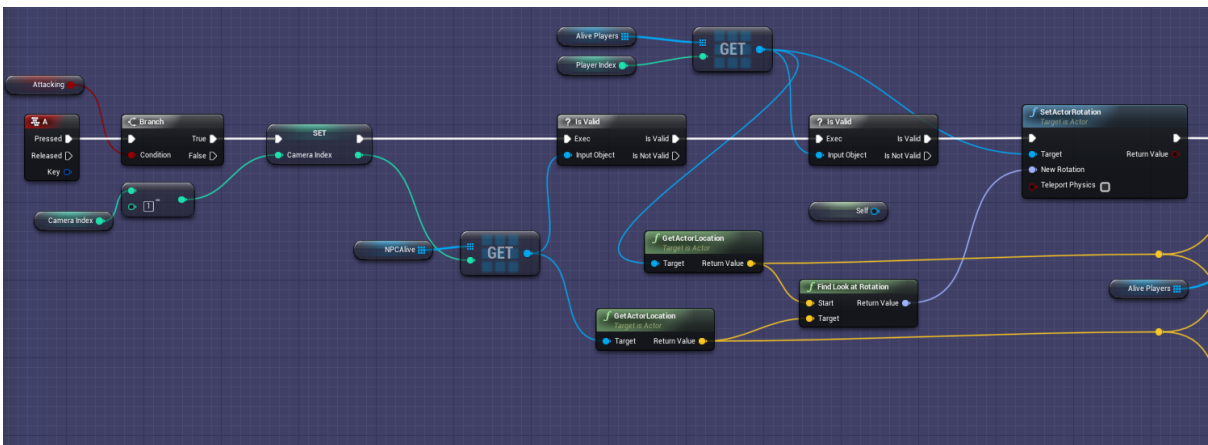 Alive Players
GET
Player Index
Attacking
A
Pressed
Released
Key
Branch
True
Condition
False
SET
Camera Index
? Is Valid
Exec
Is Valid
Input Object
Is Not Valid
? Is Valid
Exec
Is Valid
Input Object
Is Not Valid
f SetActorRotation
Target is Actor
Target
Return Value
New Rotation
Teleport Physics
1
-
Camera Index
Self
NPCAlive
GET
f GetActorLocation
Target is Actor
Target
Return Value
f Find Look at Rotation
Start
Return Value
Target
Alive Players
f GetActorLocation
Target is Actor
Target
Return Value